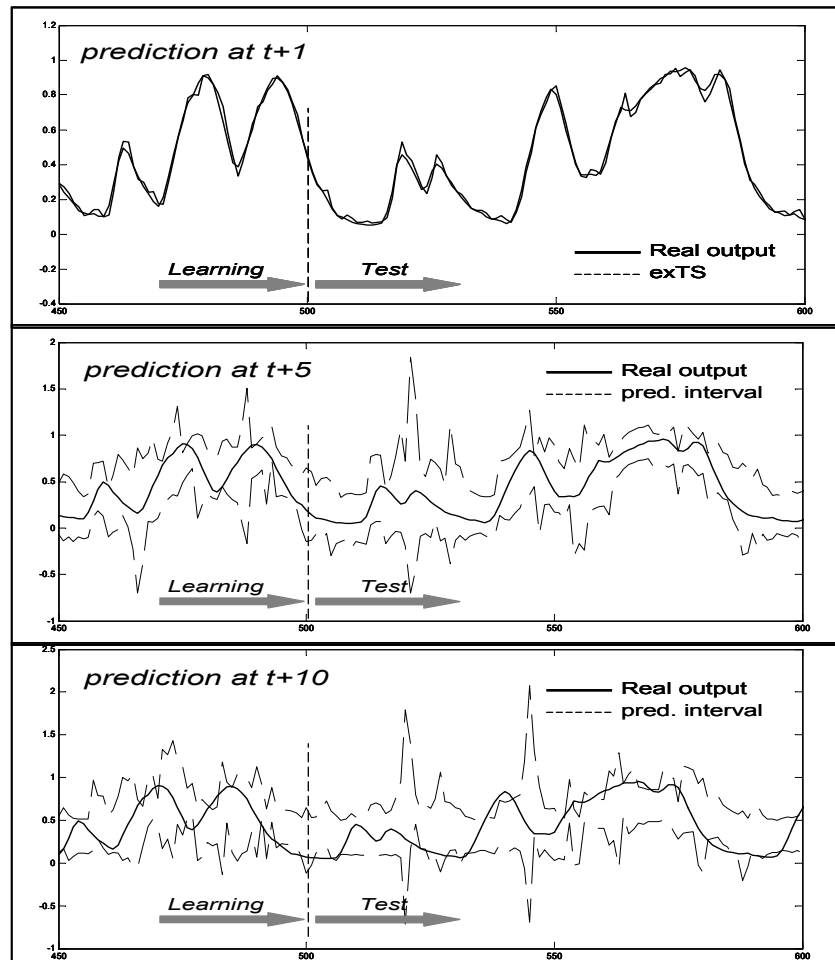 prediction at t+1
1.2
1
0.8
0.6
0.4
0.2
0
0.2
-0.4
Learning
Test
Real output
exTS
450
500
550
600
prediction at t+5
2
1.5
1
0.5
0
-0.5
-1
Real output
pred. interval
Learning
Test
450
500
550
600
prediction at t+10
2.5
2
1.5
1
0.5
0
-0.5
-1
Real output
pred. interval
Learning
Test
450
500
550
600